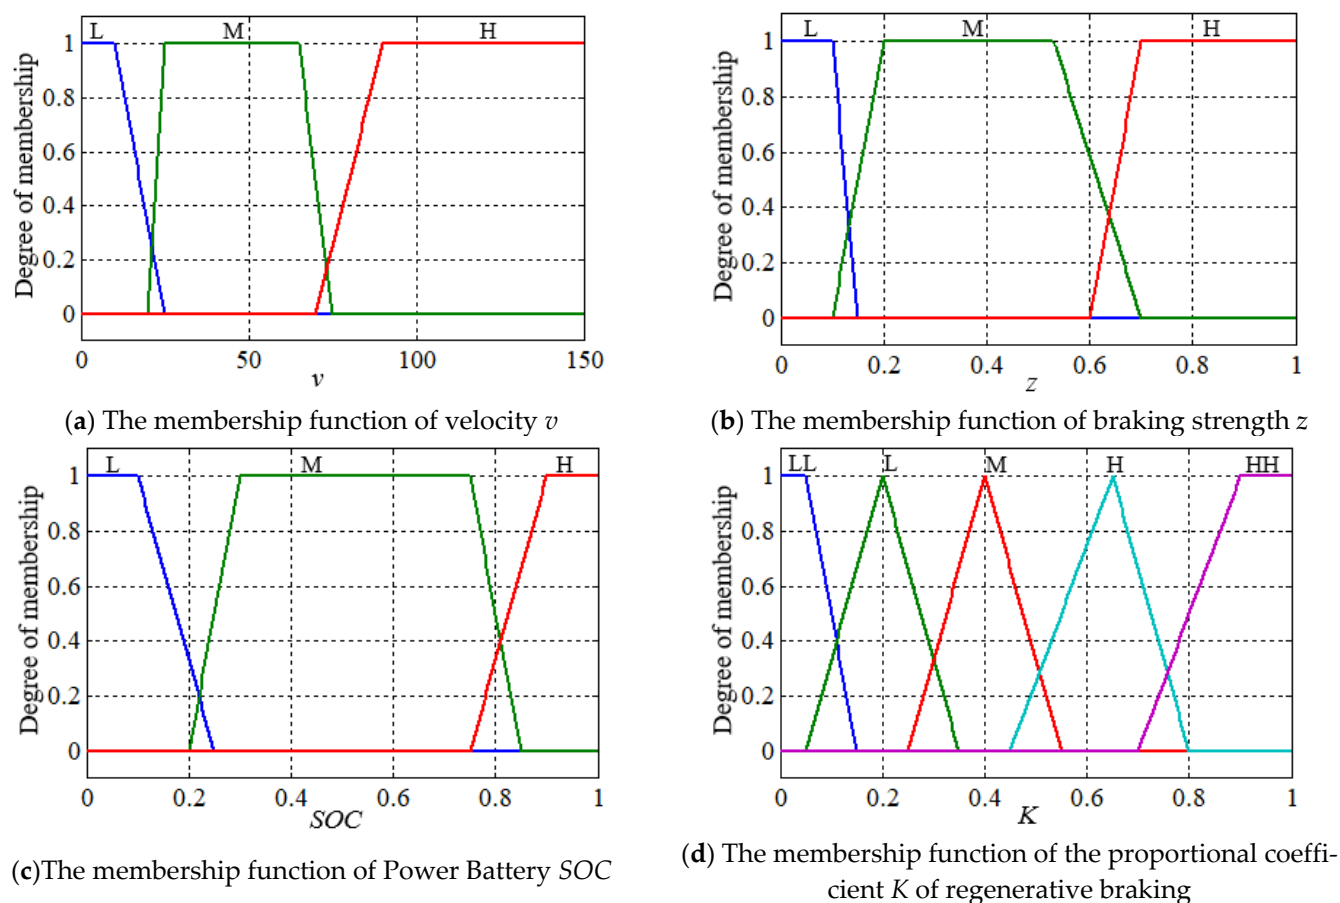 L M H
Degree of membership
1
0.8
0.6
0.4
0.2
0
0 50 100 150
v
(a) The membership function of velocity v
L M H
Degree of membership
1
0.8
0.6
0.4
0.2
0
0 0.2 0.4 0.6 0.8 1
z
(b) The membership function of braking strength z
L M H
Degree of membership
1
0.8
0.6
0.4
0.2
0
0 0.2 0.4 0.6 0.8 1
SOC
(c)The membership function of Power Battery SOC
LL L M H HH
Degree of membership
1
0.8
0.6
0.4
0.2
0
0 0.2 0.4 0.6 0.8 1
K
(d) The membership function of the proportional coeffi-
cient K of regenerative braking